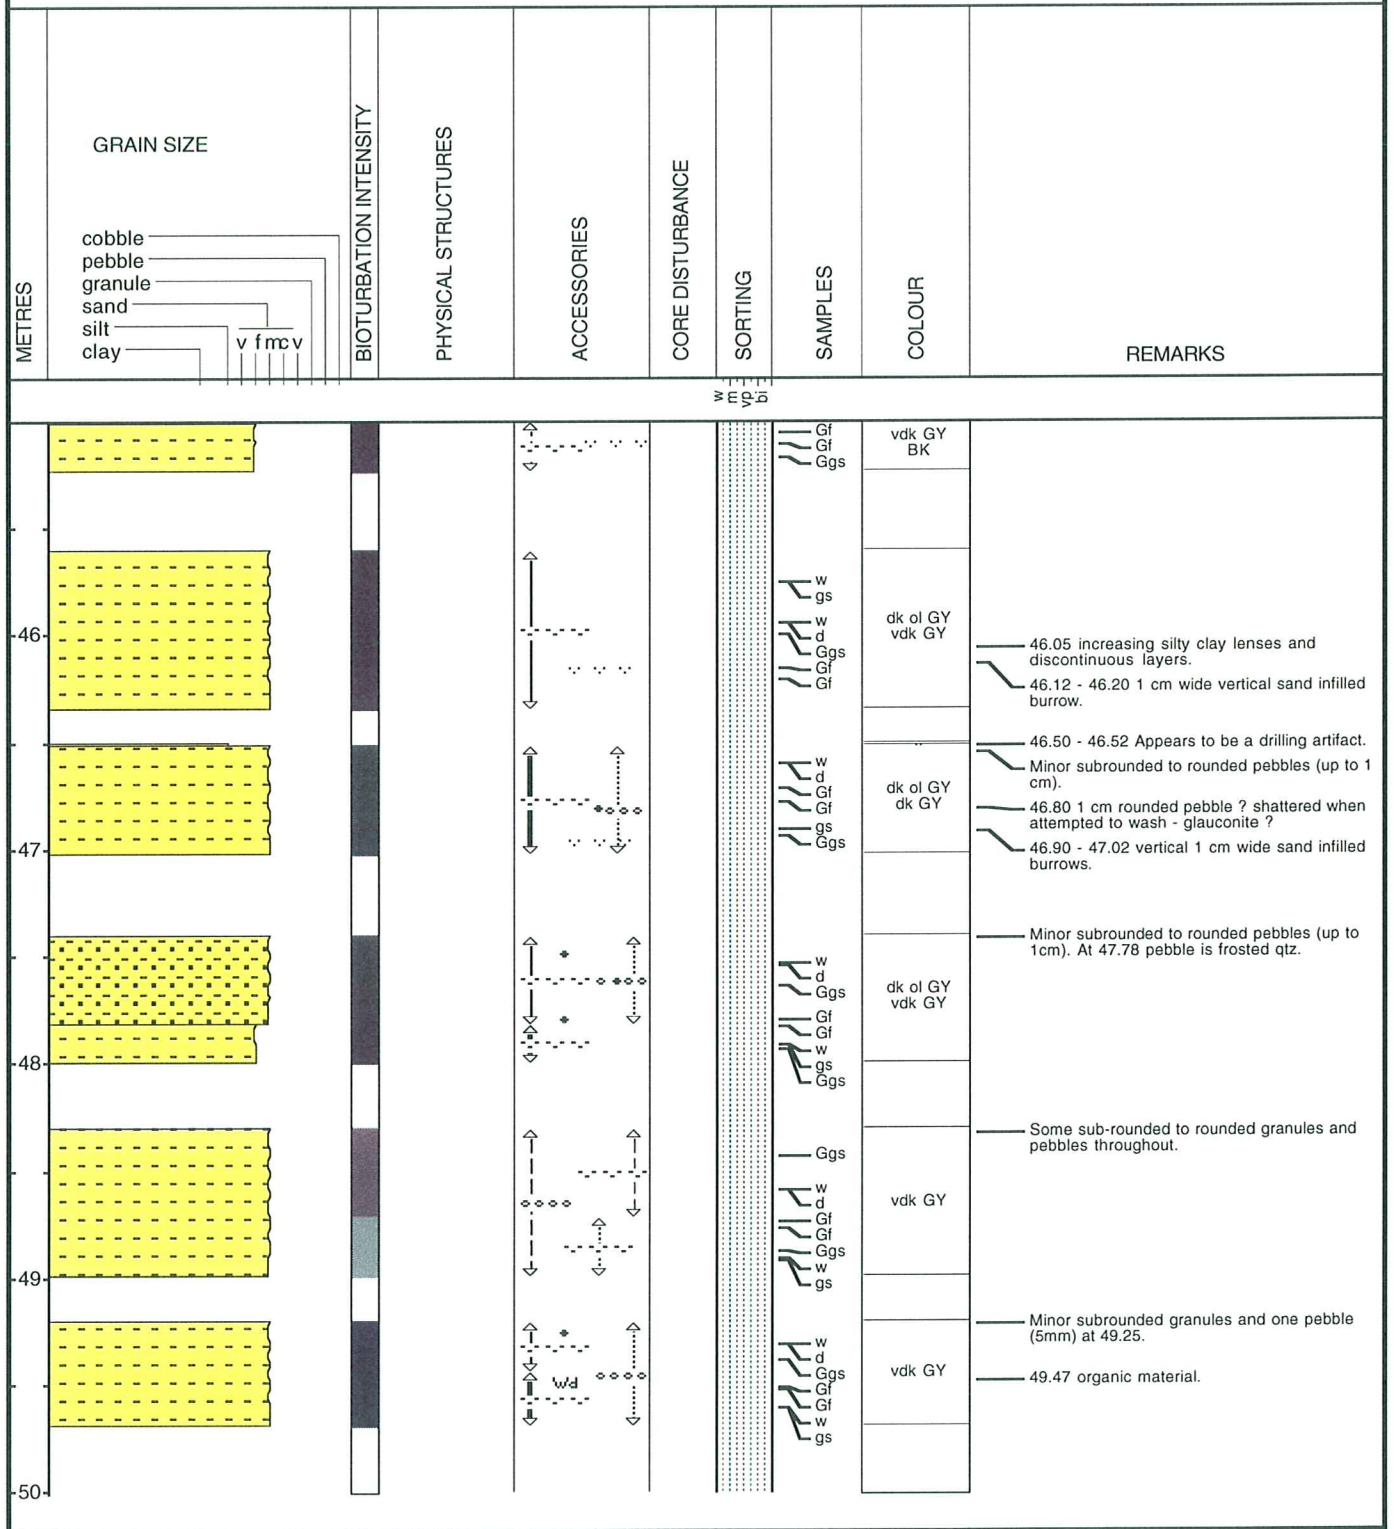 GRAIN SIZE
cobble
pebble
granule
sand
silt
clay
v f m c v
METRES
BIOTURBATION INTENSITY
PHYSICAL STRUCTURES
ACCESSORIES
CORE DISTURBANCE
SORTING
SAMPLES
COLOUR
REMARKS
w
m
vp
bi
Gf
Gf
Ggs
vdk GY
BK
w
gs
w
d
Ggs
Gf
Gf
dk ol GY
vdk GY
46
46.05 increasing silty clay lenses and
discontinuous layers.
46.12 - 46.20 1 cm wide vertical sand infilled
burrow.
46.50 - 46.52 Appears to be a drilling artifact.
Minor subrounded to rounded pebbles (up to 1
cm).
w
d
Gf
Gf
gs
Ggs
dk ol GY
dk GY
46.80 1 cm rounded pebble ? shattered when
attempted to wash - glauconite ?
46.90 - 47.02 vertical 1 cm wide sand infilled
burrows.
47
Minor subrounded to rounded pebbles (up to
1cm). At 47.78 pebble is frosted qtz.
w
d
Ggs
Gf
Gf
w
gs
Ggs
dk ol GY
vdk GY
48
Some sub-rounded to rounded granules and
pebbles throughout.
Ggs
w
d
Gf
Gf
Ggs
w
gs
vdk GY
49
Minor subrounded granules and one pebble
(5mm) at 49.25.
w
d
Ggs
Gf
Gf
w
gs
Wd
vdk GY
49.47 organic material.
50